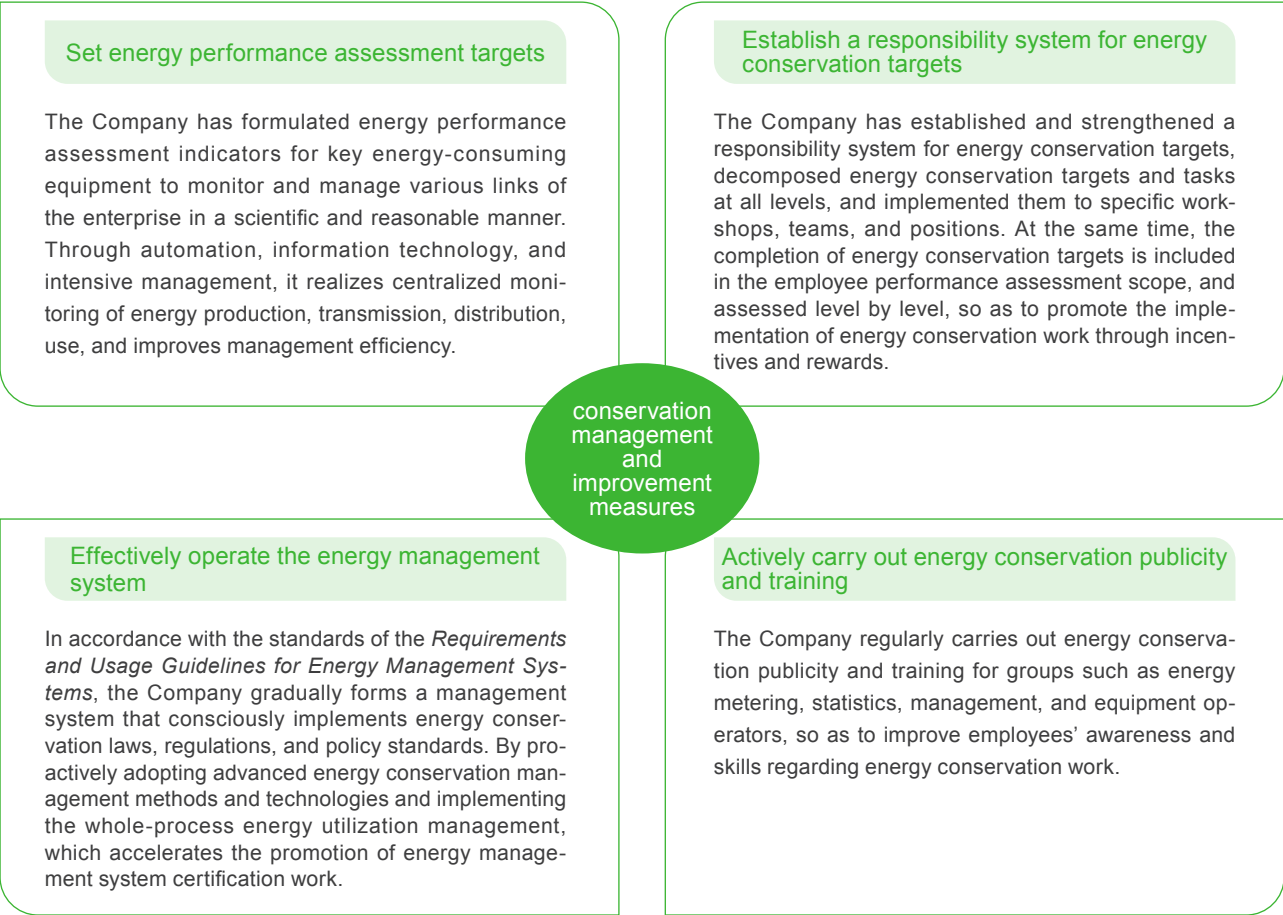 Set energy performance assessment targets
The Company has formulated energy performance
assessment indicators for key energy-consuming
equipment to monitor and manage various links of
the enterprise in a scientific and reasonable manner.
Through automation, information technology, and
intensive management, it realizes centralized moni-
toring of energy production, transmission, distribution,
use, and improves management efficiency.
Establish a responsibility system for energy
conservation targets
The Company has established and strengthened a
responsibility system for energy conservation targets,
decomposed energy conservation targets and tasks
at all levels, and implemented them to specific work-
shops, teams, and positions. At the same time, the
completion of energy conservation targets is included
in the employee performance assessment scope, and
assessed level by level, so as to promote the imple-
mentation of energy conservation work through incen-
tives and rewards.
conservation
management
and
improvement
measures
Effectively operate the energy management
system
In accordance with the standards of the Requirements
and Usage Guidelines for Energy Management Sys-
tems, the Company gradually forms a management
system that consciously implements energy conser-
vation laws, regulations, and policy standards. By pro-
actively adopting advanced energy conservation man-
agement methods and technologies and implementing
the whole-process energy utilization management,
which accelerates the promotion of energy manage-
ment system certification work.
Actively carry out energy conservation publicity
and training
The Company regularly carries out energy conserva-
tion publicity and training for groups such as energy
metering, statistics, management, and equipment op-
erators, so as to improve employees' awareness and
skills regarding energy conservation work.